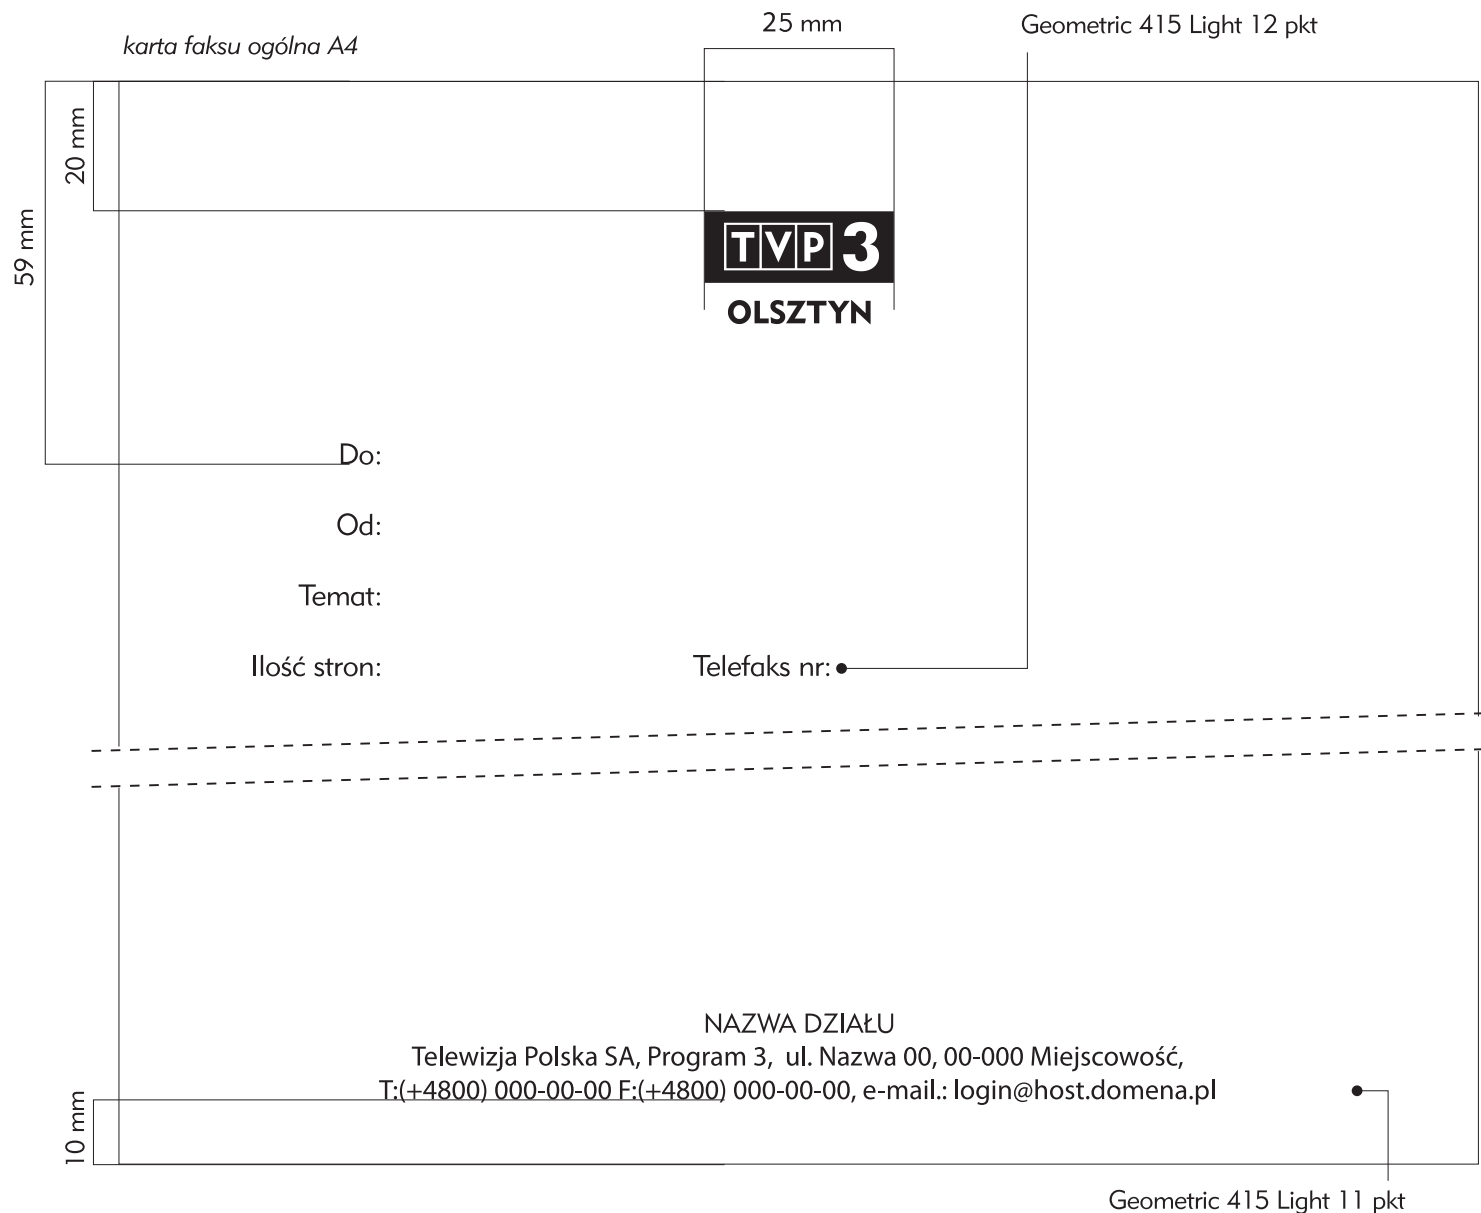 25 mm
Geometric 415 Light 12 pkt
karta faksu ogólna A4
20 mm
59 mm
TVP 3
OLSZTYN
Do:
Od:
Temat:
Ilość stron:
Telefaks nr:
NAZWA DZIAŁU
Telewizja Polska SA, Program 3, ul. Nazwa 00, 00-000 Miejscowość,
T:(+4800) 000-00-00 F:(+4800) 000-00-00, e-mail.: login@host.domena.pl
10 mm
Geometric 415 Light 11 pkt